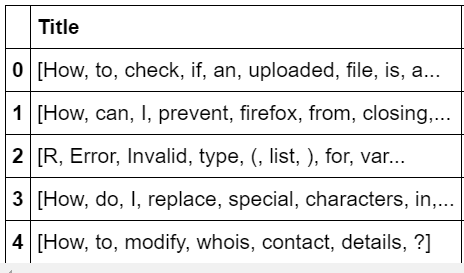 Title
0 [How, to, check, if, an, uploaded, file, is, a...
1 [How, can, I, prevent, firefox, from, closing,...
2 [R, Error, Invalid, type, (, list, ), for, var...
3 [How, do, I, replace, special, characters, in,...
4 [How, to, modify, whois, contact, details, ?]